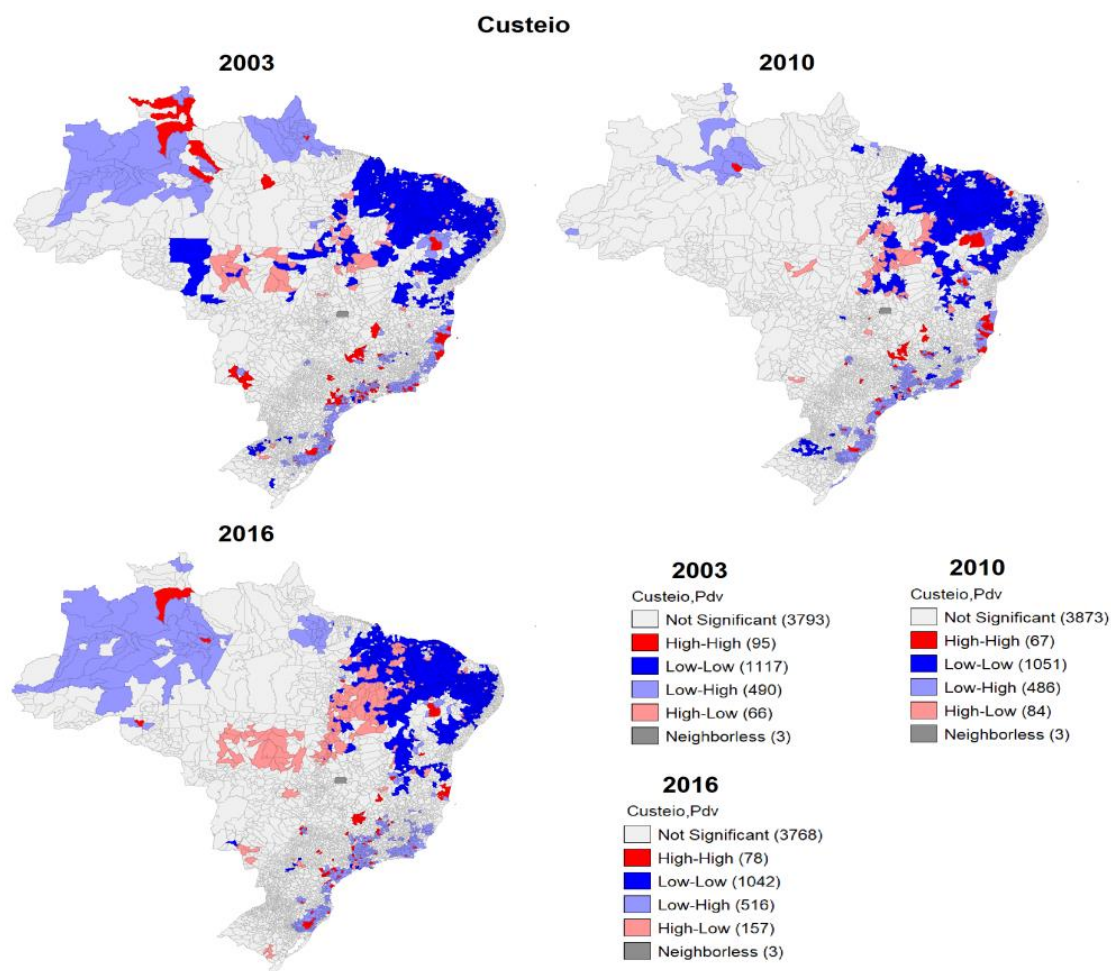 Custeio
2003
2010
2016
2003
Custeio,Pdv
Not Significant (3793)
High-High (95)
Low-Low (1117)
Low-High (490)
High-Low (66)
Neighborless (3)
2010
Custeio,Pdv
Not Significant (3873)
High-High (67)
Low-Low (1051)
Low-High (486)
High-Low (84)
Neighborless (3)
2016
Custeio,Pdv
Not Significant (3768)
High-High (78)
Low-Low (1042)
Low-High (516)
High-Low (157)
Neighborless (3)